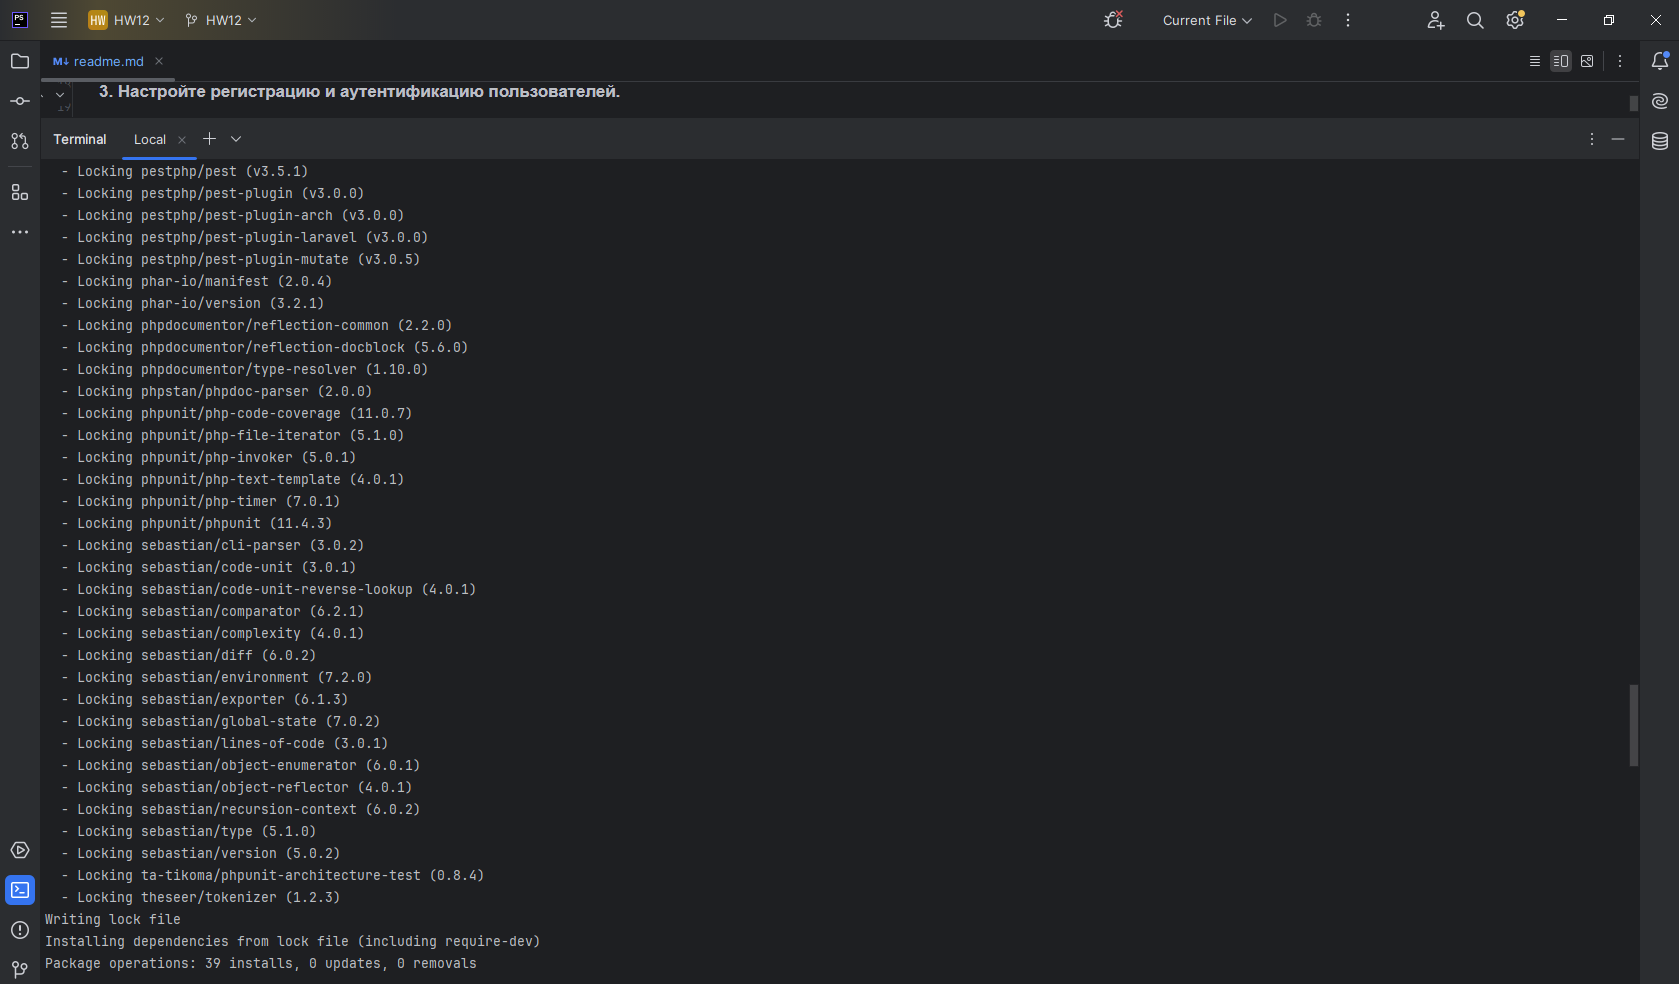 PS
HW HW12
HW12
Current File
M↓ readme.md
3. Настройте регистрацию и аутентификацию пользователей.
Terminal
Local
- Locking pestphp/pest (v3.5.1)
- Locking pestphp/pest-plugin (v3.0.0)
- Locking pestphp/pest-plugin-arch (v3.0.0)
- Locking pestphp/pest-plugin-laravel (v3.0.0)
- Locking pestphp/pest-plugin-mutate (v3.0.5)
- Locking phar-io/manifest (2.0.4)
- Locking phar-io/version (3.2.1)
- Locking phpdocumentor/reflection-common (2.2.0)
- Locking phpdocumentor/reflection-docblock (5.6.0)
- Locking phpdocumentor/type-resolver (1.10.0)
- Locking phpstan/phpdoc-parser (2.0.0)
- Locking phpunit/php-code-coverage (11.0.7)
- Locking phpunit/php-file-iterator (5.1.0)
- Locking phpunit/php-invoker (5.0.1)
- Locking phpunit/php-text-template (4.0.1)
- Locking phpunit/php-timer (7.0.1)
- Locking phpunit/phpunit (11.4.3)
- Locking sebastian/cli-parser (3.0.2)
- Locking sebastian/code-unit (3.0.1)
- Locking sebastian/code-unit-reverse-lookup (4.0.1)
- Locking sebastian/comparator (6.2.1)
- Locking sebastian/complexity (4.0.1)
- Locking sebastian/diff (6.0.2)
- Locking sebastian/environment (7.2.0)
- Locking sebastian/exporter (6.1.3)
- Locking sebastian/global-state (7.0.2)
- Locking sebastian/lines-of-code (3.0.1)
- Locking sebastian/object-enumerator (6.0.1)
- Locking sebastian/object-reflector (4.0.1)
- Locking sebastian/recursion-context (6.0.2)
- Locking sebastian/type (5.1.0)
- Locking sebastian/version (5.0.2)
- Locking ta-tikoma/phpunit-architecture-test (0.8.4)
- Locking theseer/tokenizer (1.2.3)
Writing lock file
Installing dependencies from lock file (including require-dev)
Package operations: 39 installs, 0 updates, 0 removals